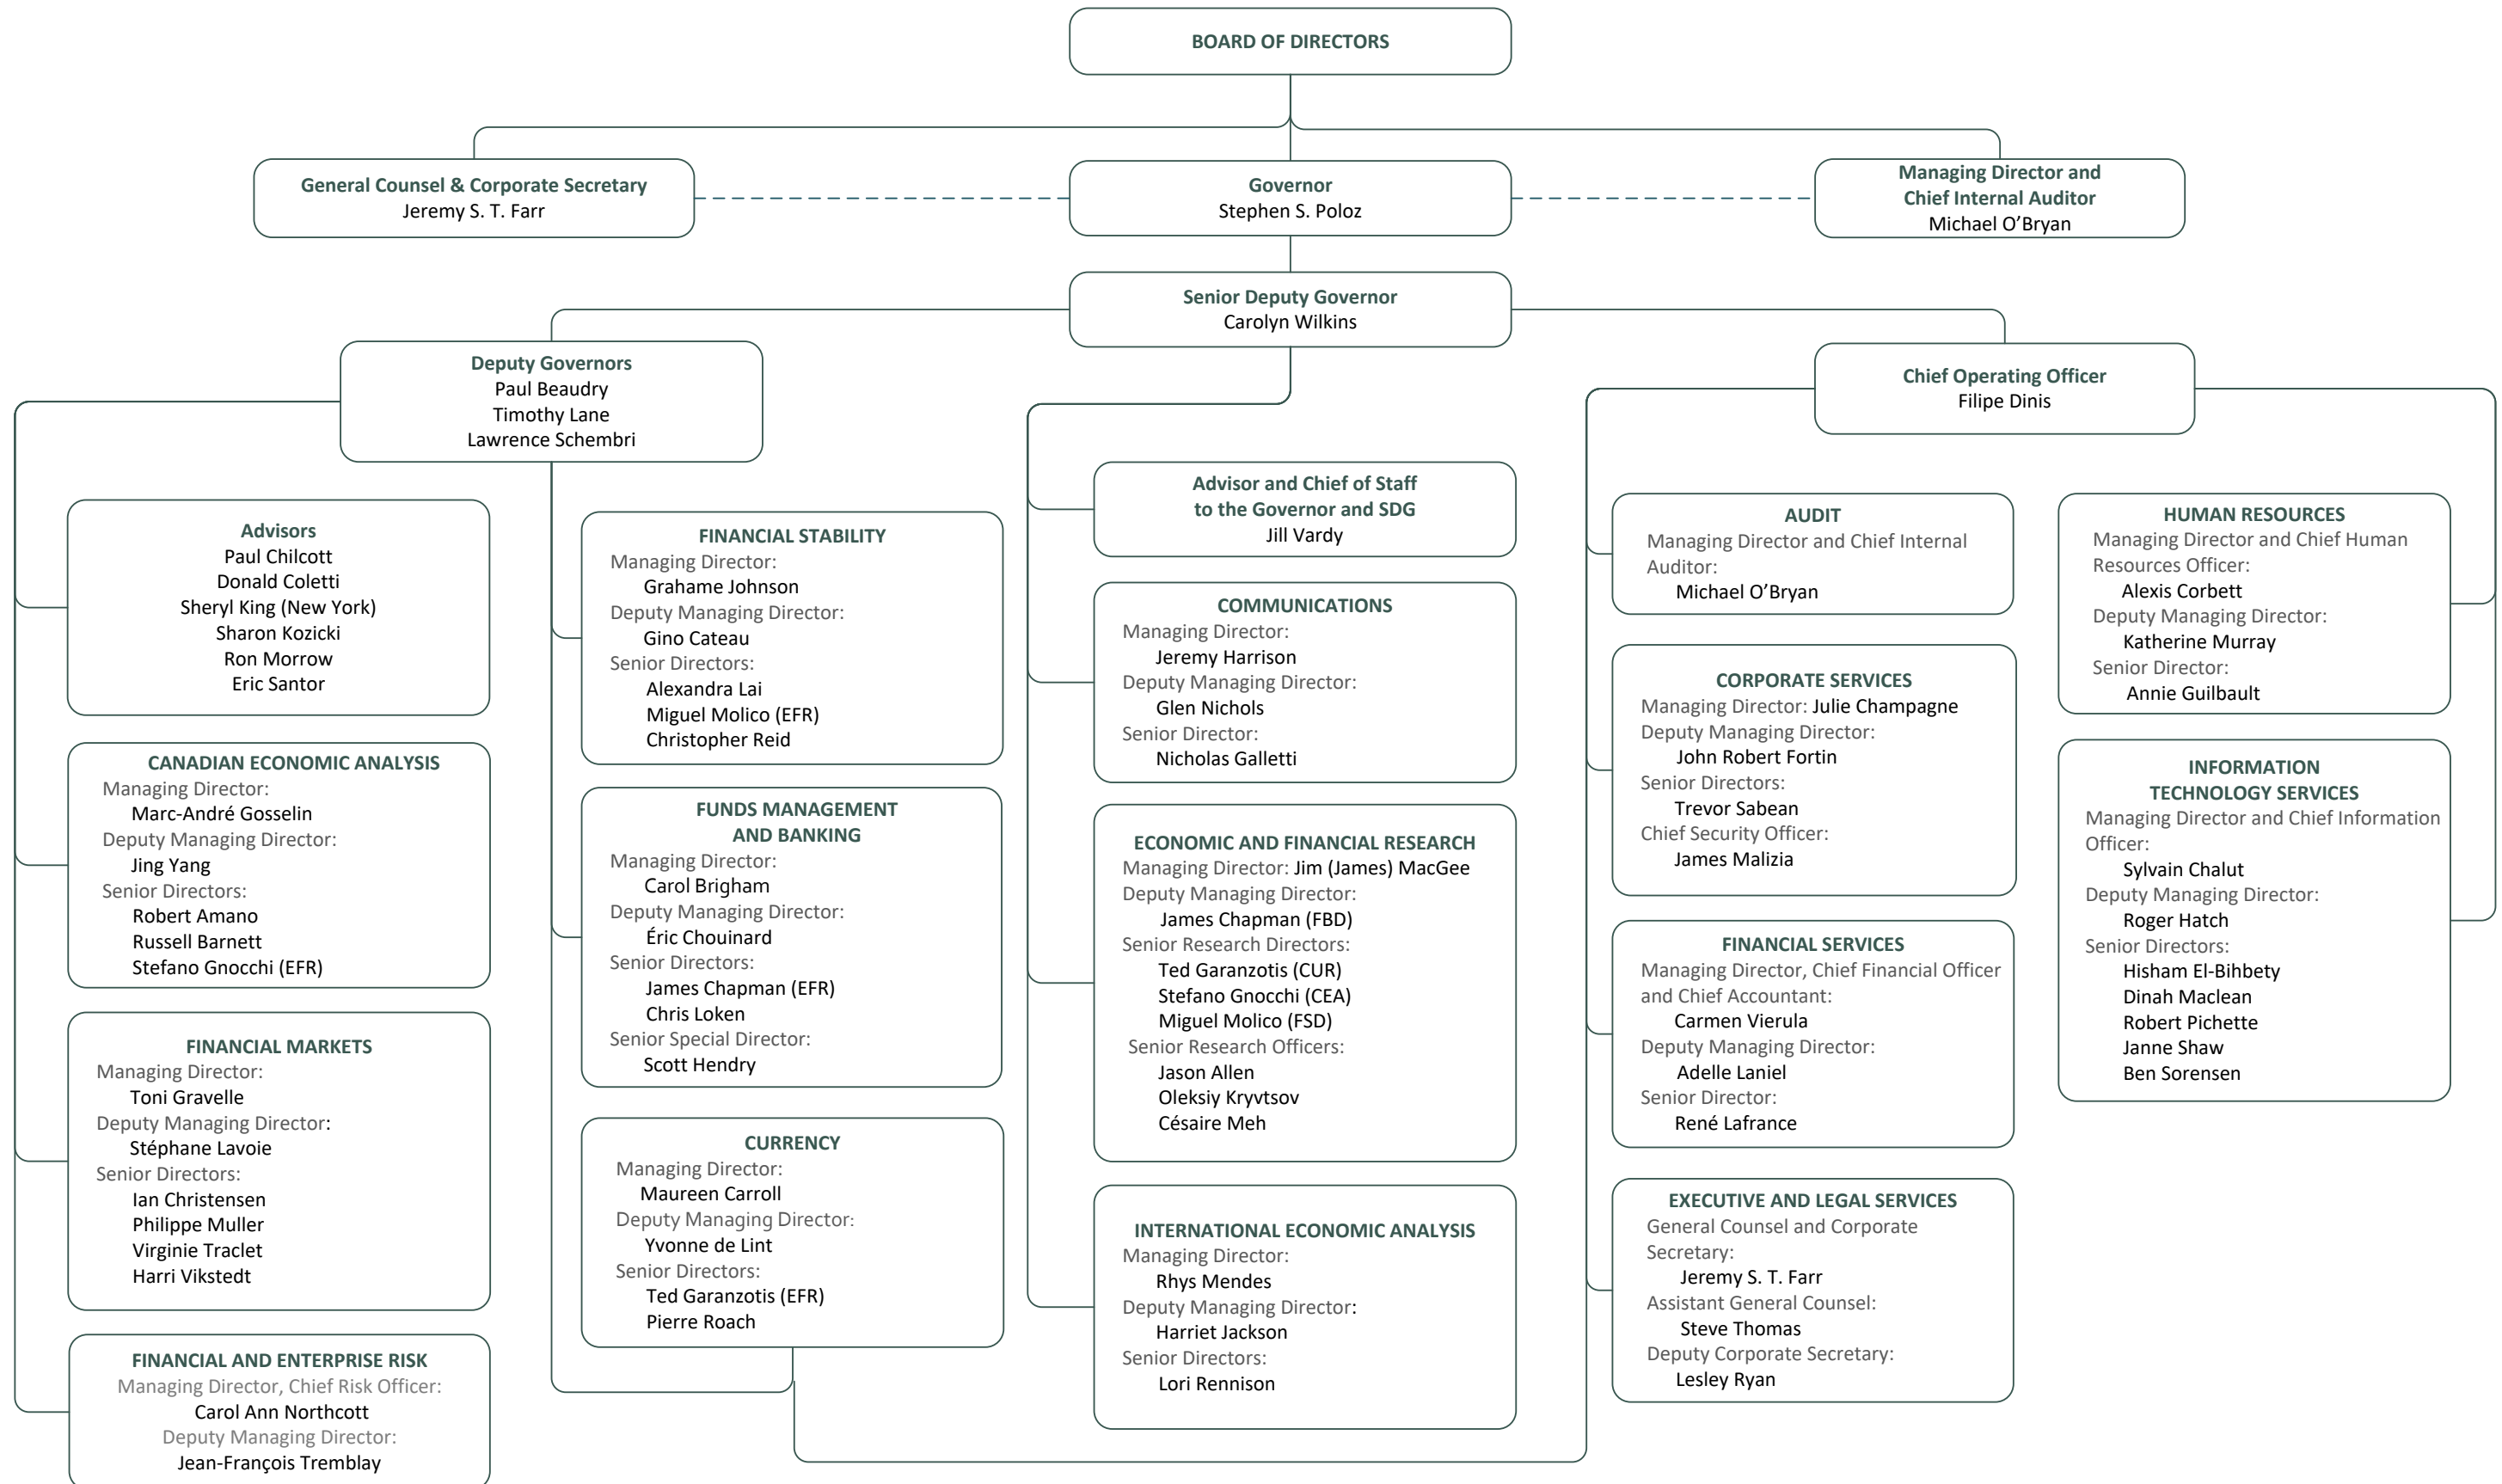 BOARD OF DIRECTORS
General Counsel & Corporate Secretary
Jeremy S. T. Farr
Governor
Stephen S. Poloz
Managing Director and
Chief Internal Auditor
Michael O’Bryan
Senior Deputy Governor
Carolyn Wilkins
Deputy Governors
Paul Beaudry
Timothy Lane
Lawrence Schembri
Chief Operating Officer
Filipe Dinis
Advisors
Paul Chilcott
Donald Coletti
Sheryl King (New York)
Sharon Kozicki
Ron Morrow
Eric Santor
CANADIAN ECONOMIC ANALYSIS
Managing Director:
Marc-André Gosselin
Deputy Managing Director:
Jing Yang
Senior Directors:
Robert Amano
Russell Barnett
Stefano Gnocchi (EFR)
FINANCIAL MARKETS
Managing Director:
Toni Gravelle
Deputy Managing Director:
Stéphane Lavoie
Senior Directors:
Ian Christensen
Philippe Muller
Virginie Traclet
Harri Vikstedt
FINANCIAL AND ENTERPRISE RISK
Managing Director, Chief Risk Officer:
Carol Ann Northcott
Deputy Managing Director:
Jean-François Tremblay
FINANCIAL STABILITY
Managing Director:
Grahame Johnson
Deputy Managing Director:
Gino Cateau
Senior Directors:
Alexandra Lai
Miguel Molico (EFR)
Christopher Reid
FUNDS MANAGEMENT
AND BANKING
Managing Director:
Carol Brigham
Deputy Managing Director:
Éric Chouinard
Senior Directors:
James Chapman (EFR)
Chris Loken
Senior Special Director:
Scott Hendry
CURRENCY
Managing Director:
Maureen Carroll
Deputy Managing Director:
Yvonne de Lint
Senior Directors:
Ted Garanzotis (EFR)
Pierre Roach
Advisor and Chief of Staff
to the Governor and SDG
Jill Vardy
COMMUNICATIONS
Managing Director:
Jeremy Harrison
Deputy Managing Director:
Glen Nichols
Senior Director:
Nicholas Galletti
ECONOMIC AND FINANCIAL RESEARCH
Managing Director: Jim (James) MacGee
Deputy Managing Director:
James Chapman (FBD)
Senior Research Directors:
Ted Garanzotis (CUR)
Stefano Gnocchi (CEA)
Miguel Molico (FSD)
Senior Research Officers:
Jason Allen
Oleksiy Kryvtsov
Césaire Meh
INTERNATIONAL ECONOMIC ANALYSIS
Managing Director:
Rhys Mendes
Deputy Managing Director:
Harriet Jackson
Senior Directors:
Lori Rennison
AUDIT
Managing Director and Chief Internal
Auditor:
Michael O’Bryan
CORPORATE SERVICES
Managing Director: Julie Champagne
Deputy Managing Director:
John Robert Fortin
Senior Directors:
Trevor Sabean
Chief Security Officer:
James Malizia
FINANCIAL SERVICES
Managing Director, Chief Financial Officer
and Chief Accountant:
Carmen Vierula
Deputy Managing Director:
Adelle Laniel
Senior Director:
René Lafrance
EXECUTIVE AND LEGAL SERVICES
General Counsel and Corporate
Secretary:
Jeremy S. T. Farr
Assistant General Counsel:
Steve Thomas
Deputy Corporate Secretary:
Lesley Ryan
HUMAN RESOURCES
Managing Director and Chief Human
Resources Officer:
Alexis Corbett
Deputy Managing Director:
Katherine Murray
Senior Director:
Annie Guilbault
INFORMATION
TECHNOLOGY SERVICES
Managing Director and Chief Information
Officer:
Sylvain Chalut
Deputy Managing Director:
Roger Hatch
Senior Directors:
Hisham El-Bihbety
Dinah Maclean
Robert Pichette
Janne Shaw
Ben Sorensen